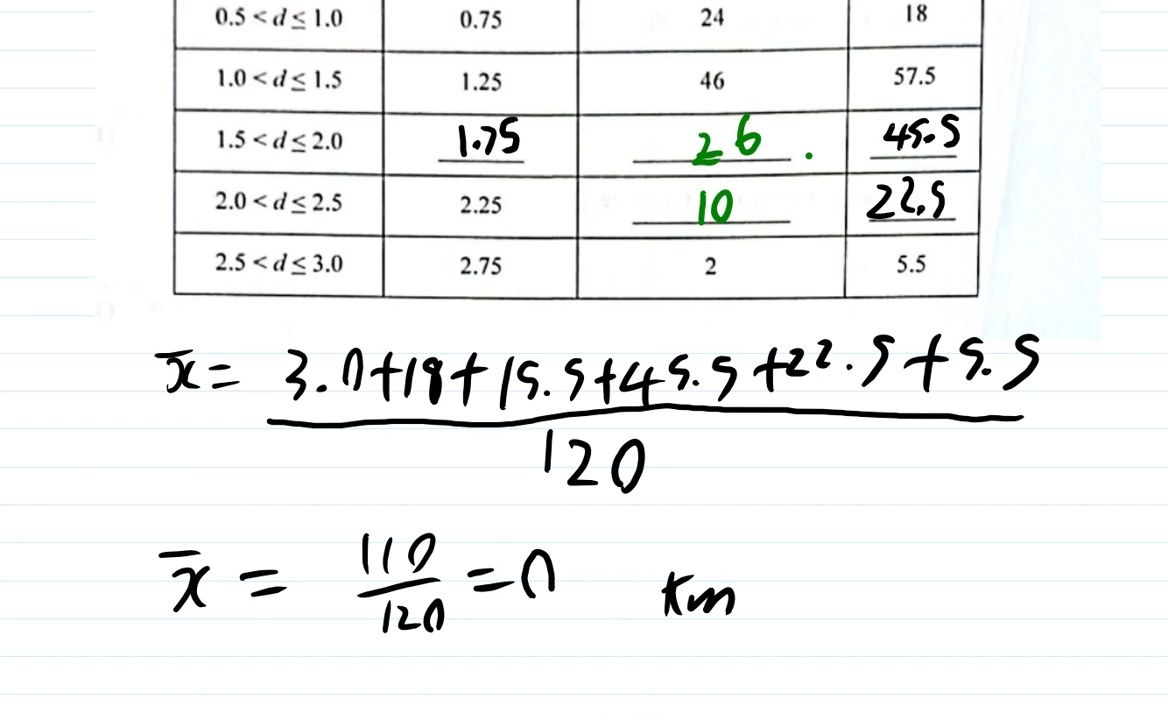 0.5 < d ≤ 1.0 0.75 24 18
1.0 < d ≤ 1.5 1.25 46 57.5
1.5 < d ≤ 2.0 1.75 26 . 45.5
2.0 < d ≤ 2.5 2.25 10 22.5
2.5 < d ≤ 3.0 2.75 2 5.5
x̄ = 3.0+18+15.5+45.5+22.5+5.5
120
x̄ = 110/120 = 0 km